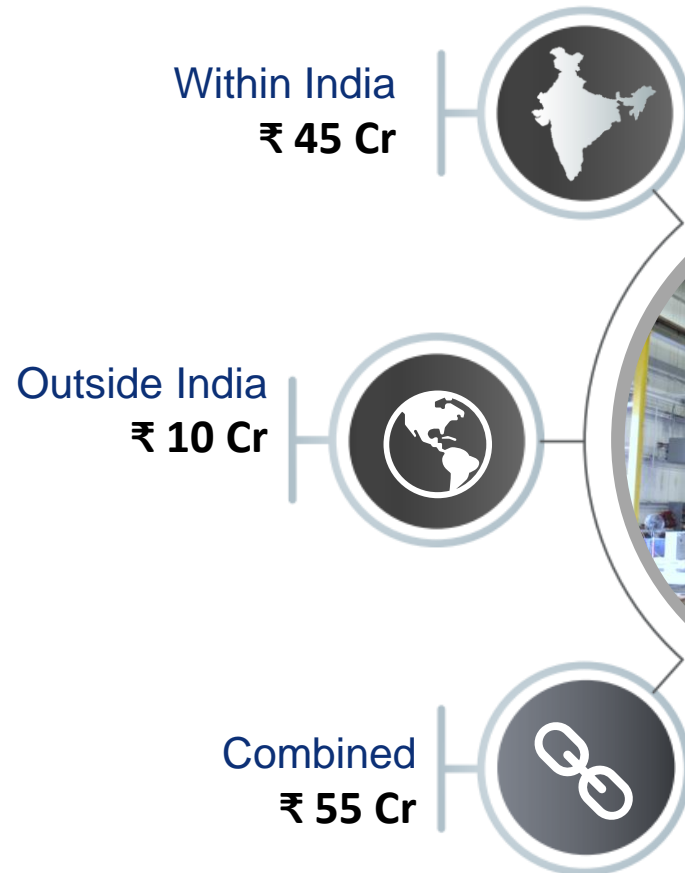 Within India
₹ 45 Cr
Outside India
₹ 10 Cr
Combined
₹ 55 Cr